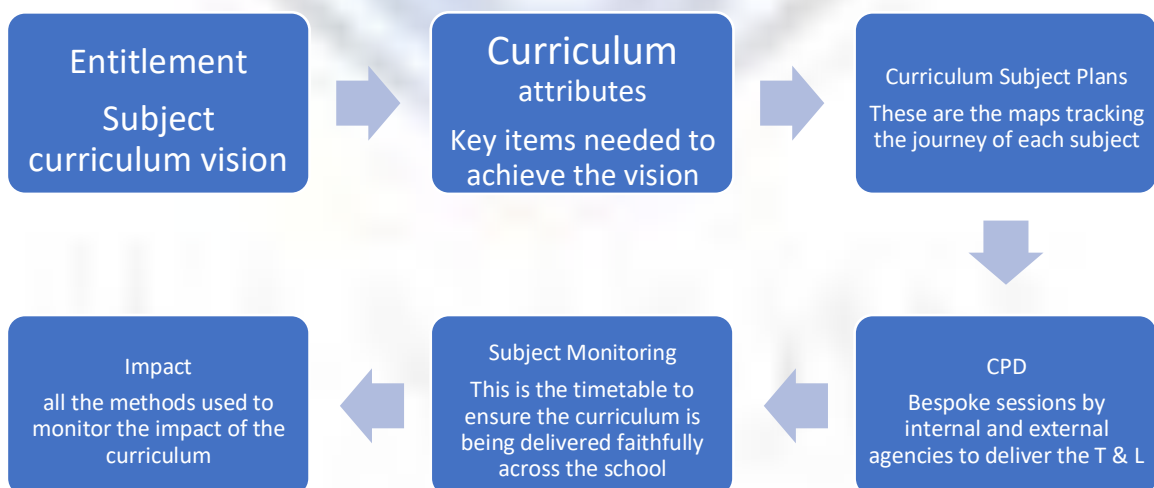 Entitlement
Subject
curriculum vision
Curriculum
attributes
Key items needed to
achieve the vision
Curriculum Subject Plans
These are the maps tracking
the journey of each subject
CPD
Bespoke sessions by
internal and external
agencies to deliver the T & L
Subject Monitoring
This is the timetable to
ensure the curriculum is
being delivered faithfully
across the school
Impact
all the methods used to
monitor the impact of the
curriculum